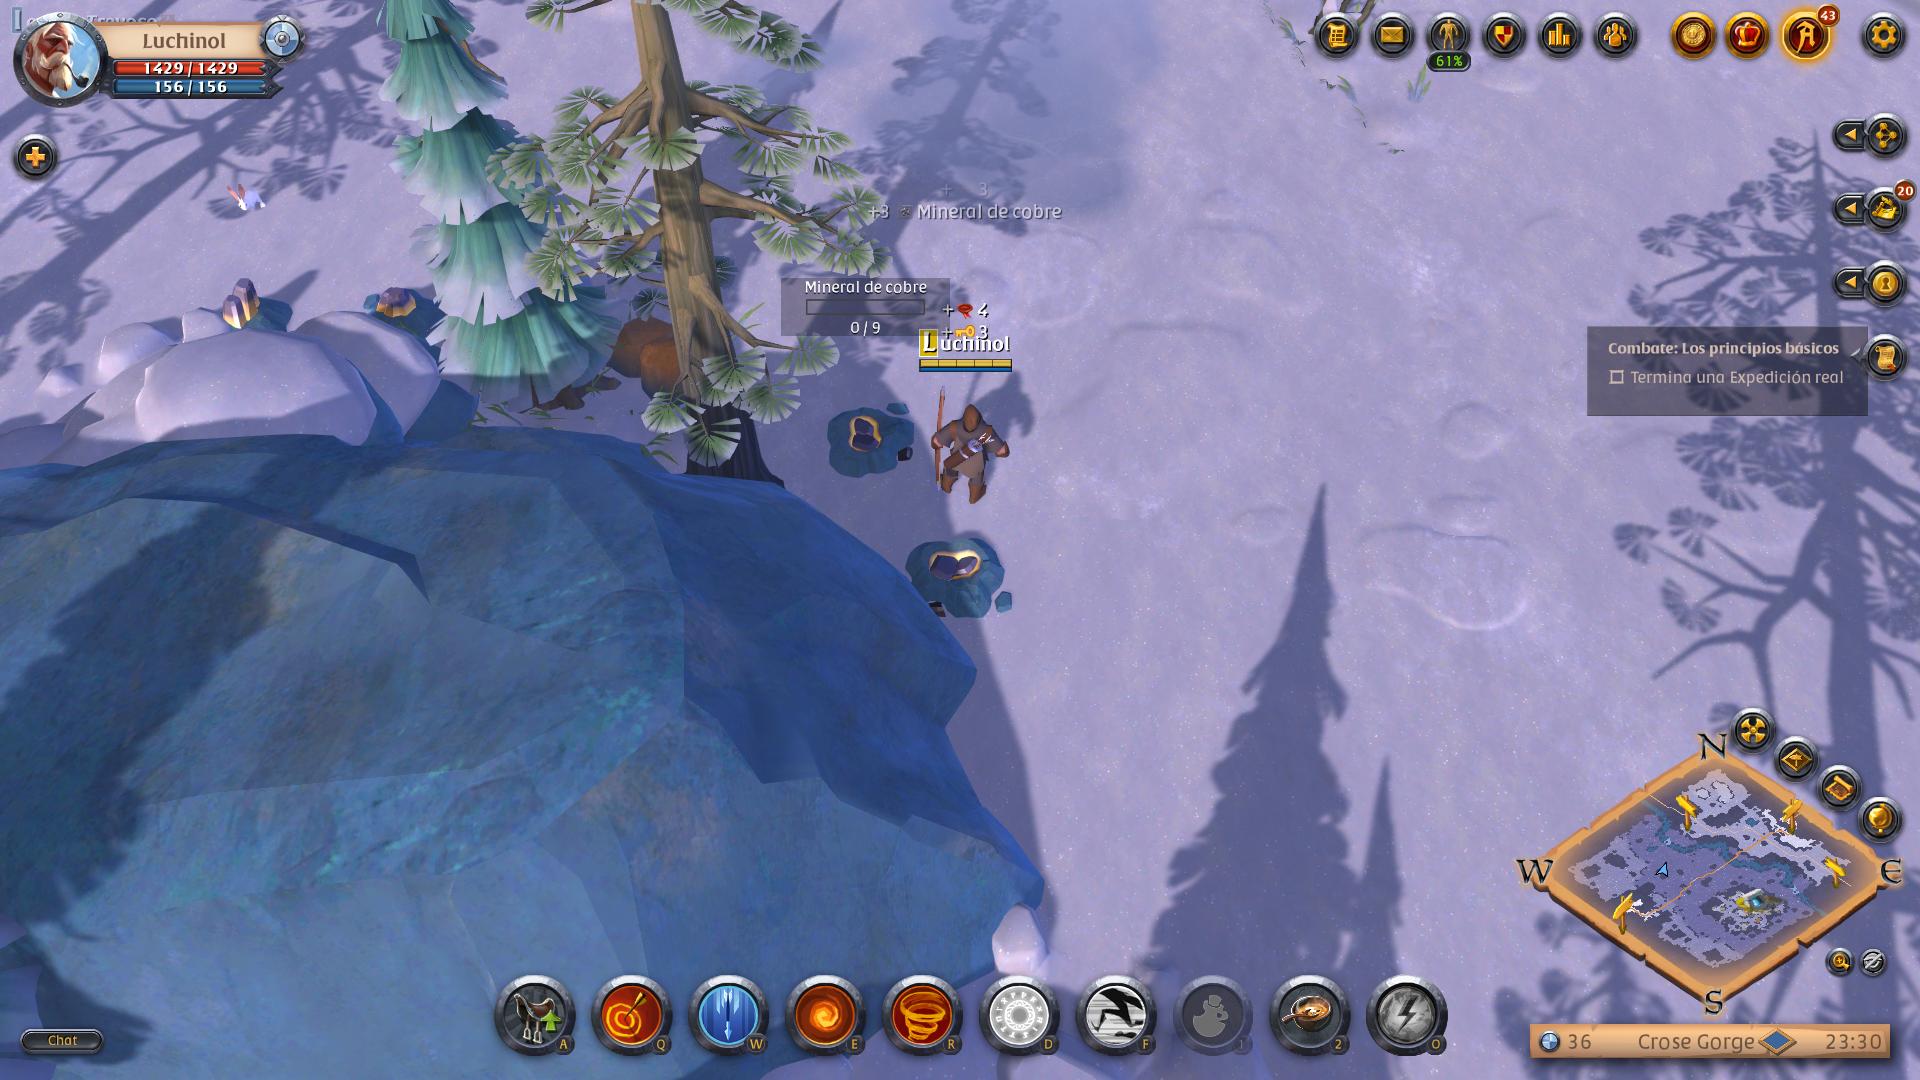 Luchinol
1429/1429
156/156
61%
43
20
+ 3
+3 Mineral de cobre
Mineral de cobre
0/9
+ 4
+ 3
Luchinol
Combate: Los principios básicos
Termina una Expedición real
N
W
E
S
A
Q
W
E
R
D
F
1
2
O
Chat
36 Crose Gorge 23:30